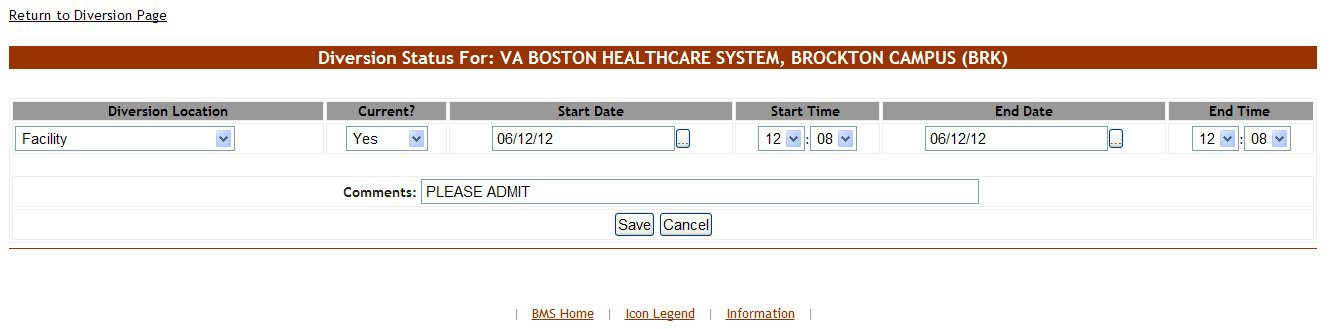 Return to Diversion Page
Diversion Status For: VA BOSTON HEALTHCARE SYSTEM, BROCKTON CAMPUS (BRK)
Diversion Location Current? Start Date Start Time End Date End Time
Facility Yes 06/12/12 ... 12 : 08 06/12/12 ... 12 : 08
Comments: PLEASE ADMIT
Save Cancel
| BMS Home | Icon Legend | Information |